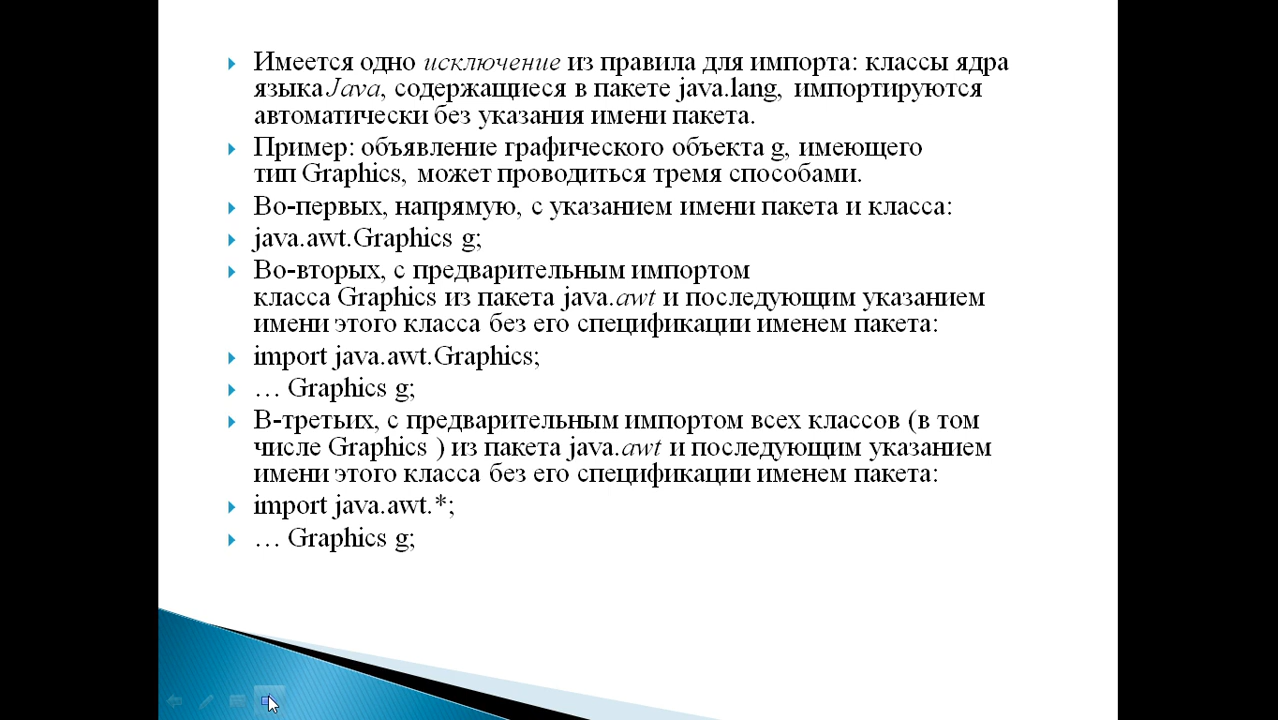 Имеется одно исключение из правила для импорта: классы ядра
языка Java, содержащиеся в пакете java.lang, импортируются
автоматически без указания имени пакета.
Пример: объявление графического объекта g, имеющего
тип Graphics, может проводиться тремя способами.
Во-первых, напрямую, с указанием имени пакета и класса:
java.awt.Graphics g;
Во-вторых, с предварительным импортом
класса Graphics из пакета java.awt и последующим указанием
имени этого класса без его спецификации именем пакета:
import java.awt.Graphics;
… Graphics g;
В-третьих, с предварительным импортом всех классов (в том
числе Graphics ) из пакета java.awt и последующим указанием
имени этого класса без его спецификации именем пакета:
import java.awt.*;
… Graphics g;